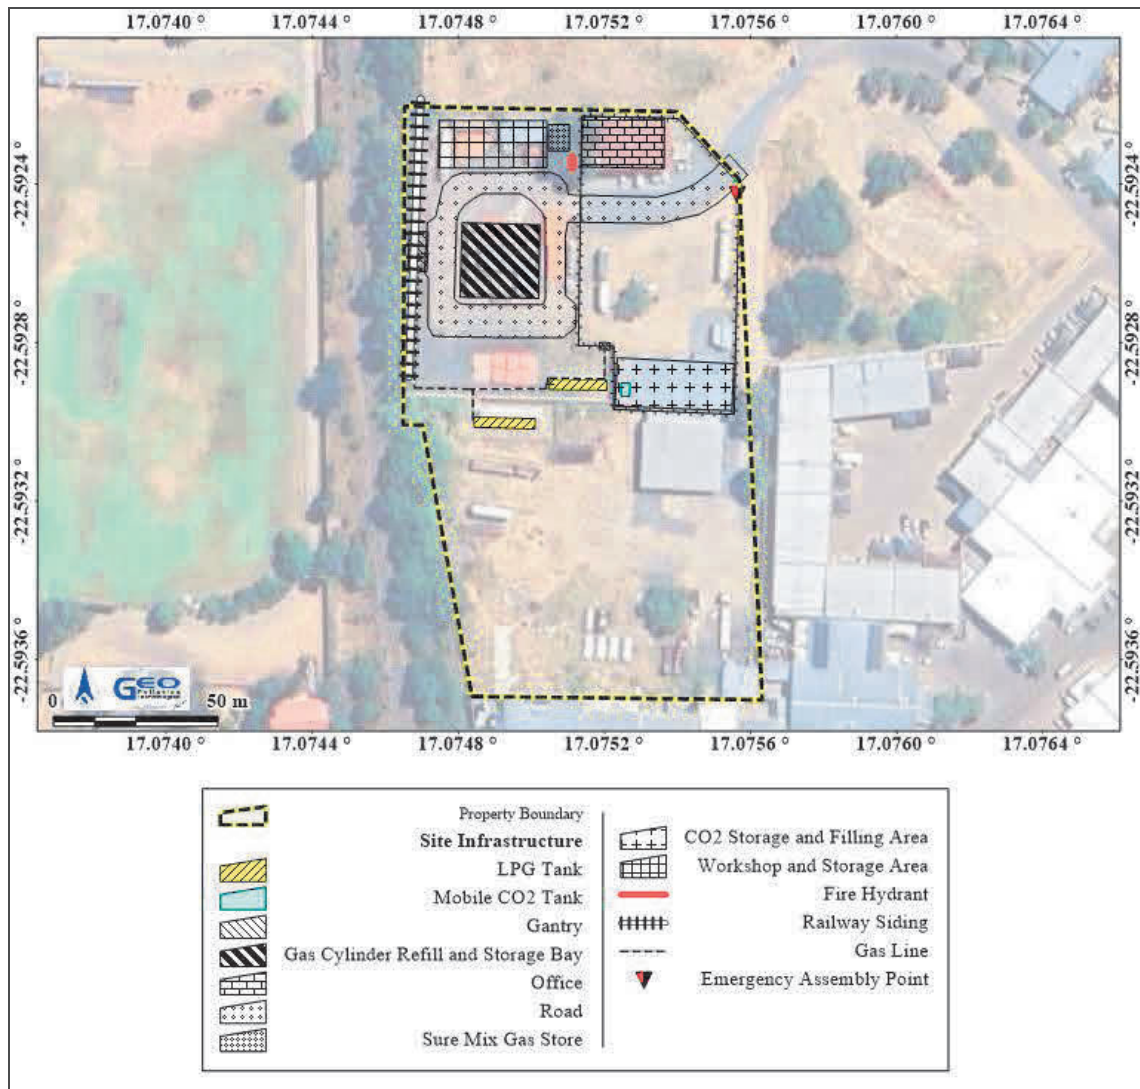 17.0740 ° 17.0744 ° 17.0748 ° 17.0752 ° 17.0756 ° 17.0760 ° 17.0764 °
-22.5924 ° -22.5924 °
-22.5928 ° -22.5928 °
-22.5932 ° -22.5932 °
-22.5936 ° -22.5936 °
GEO
Pollution
Technologies
0 50 m
17.0740 ° 17.0744 ° 17.0748 ° 17.0752 ° 17.0756 ° 17.0760 ° 17.0764 °
Property Boundary
Site Infrastructure
LPG Tank
Mobile CO2 Tank
Gantry
Gas Cylinder Refill and Storage Bay
Office
Road
Sure Mix Gas Store
CO2 Storage and Filling Area
Workshop and Storage Area
Fire Hydrant
Railway Siding
Gas Line
Emergency Assembly Point